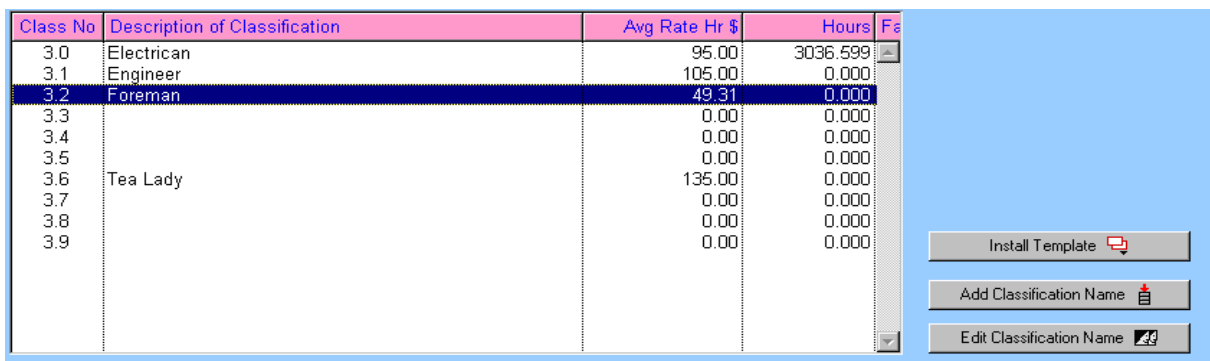 Class No Description of Classification Avg Rate Hr $ Hours Fa
3.0 Electrican 95.00 3036.599
3.1 Engineer 105.00 0.000
3.2 Foreman 49.31 0.000
3.3 0.00 0.000
3.4 0.00 0.000
3.5 0.00 0.000
3.6 Tea Lady 135.00 0.000
3.7 0.00 0.000
3.8 0.00 0.000
3.9 0.00 0.000
Install Template
Add Classification Name
Edit Classification Name